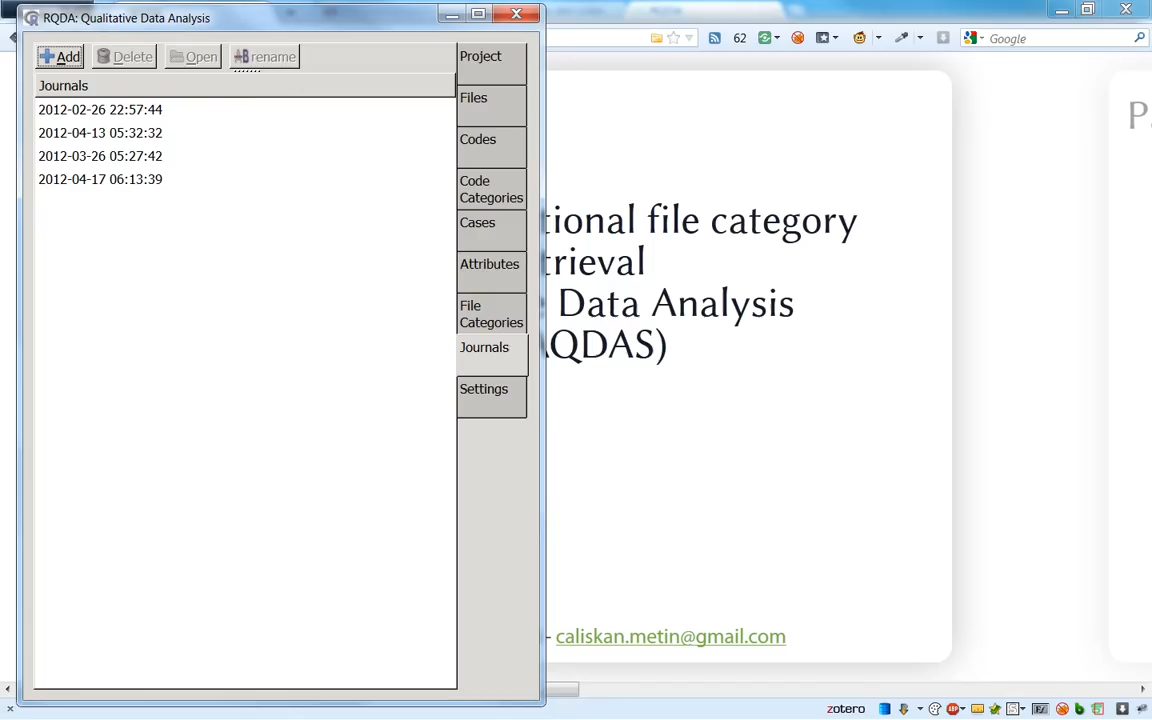 RQDA: Qualitative Data Analysis
Add
Delete
Open
rename
Journals
2012-02-26 22:57:44
2012-04-13 05:32:32
2012-03-26 05:27:42
2012-04-17 06:13:39
Project
Files
Codes
Code
Categories
Cases
Attributes
File
Categories
Journals
Settings
62
Google
tional file category
trieval
Data Analysis
QDAS)
- caliskan.metin@gmail.com
zotero